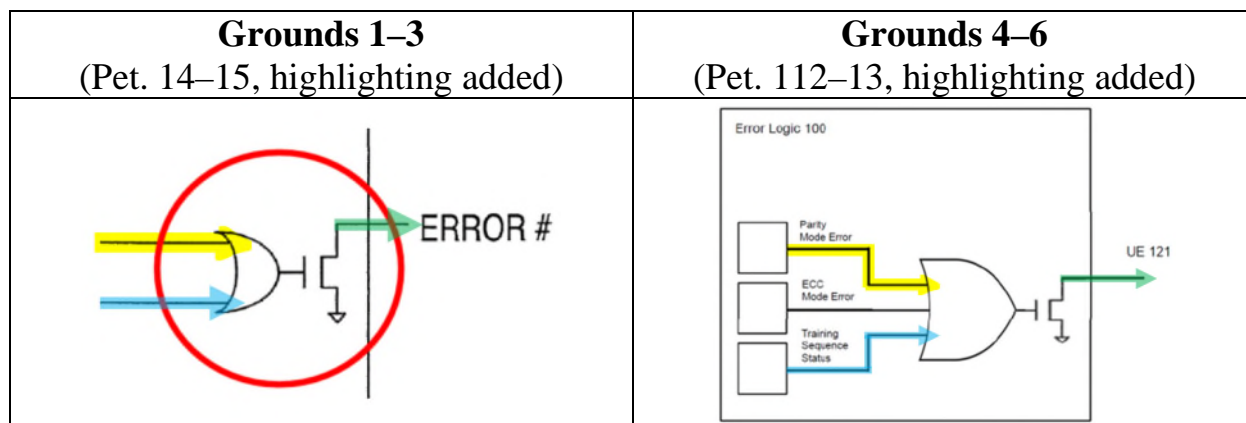 Grounds 1–3
(Pet. 14–15, highlighting added)
Grounds 4–6
(Pet. 112–13, highlighting added)
ERROR #
Error Logic 100
Parity
Mode Error
ECC
Mode Error
Training
Sequence
Status
UE 121